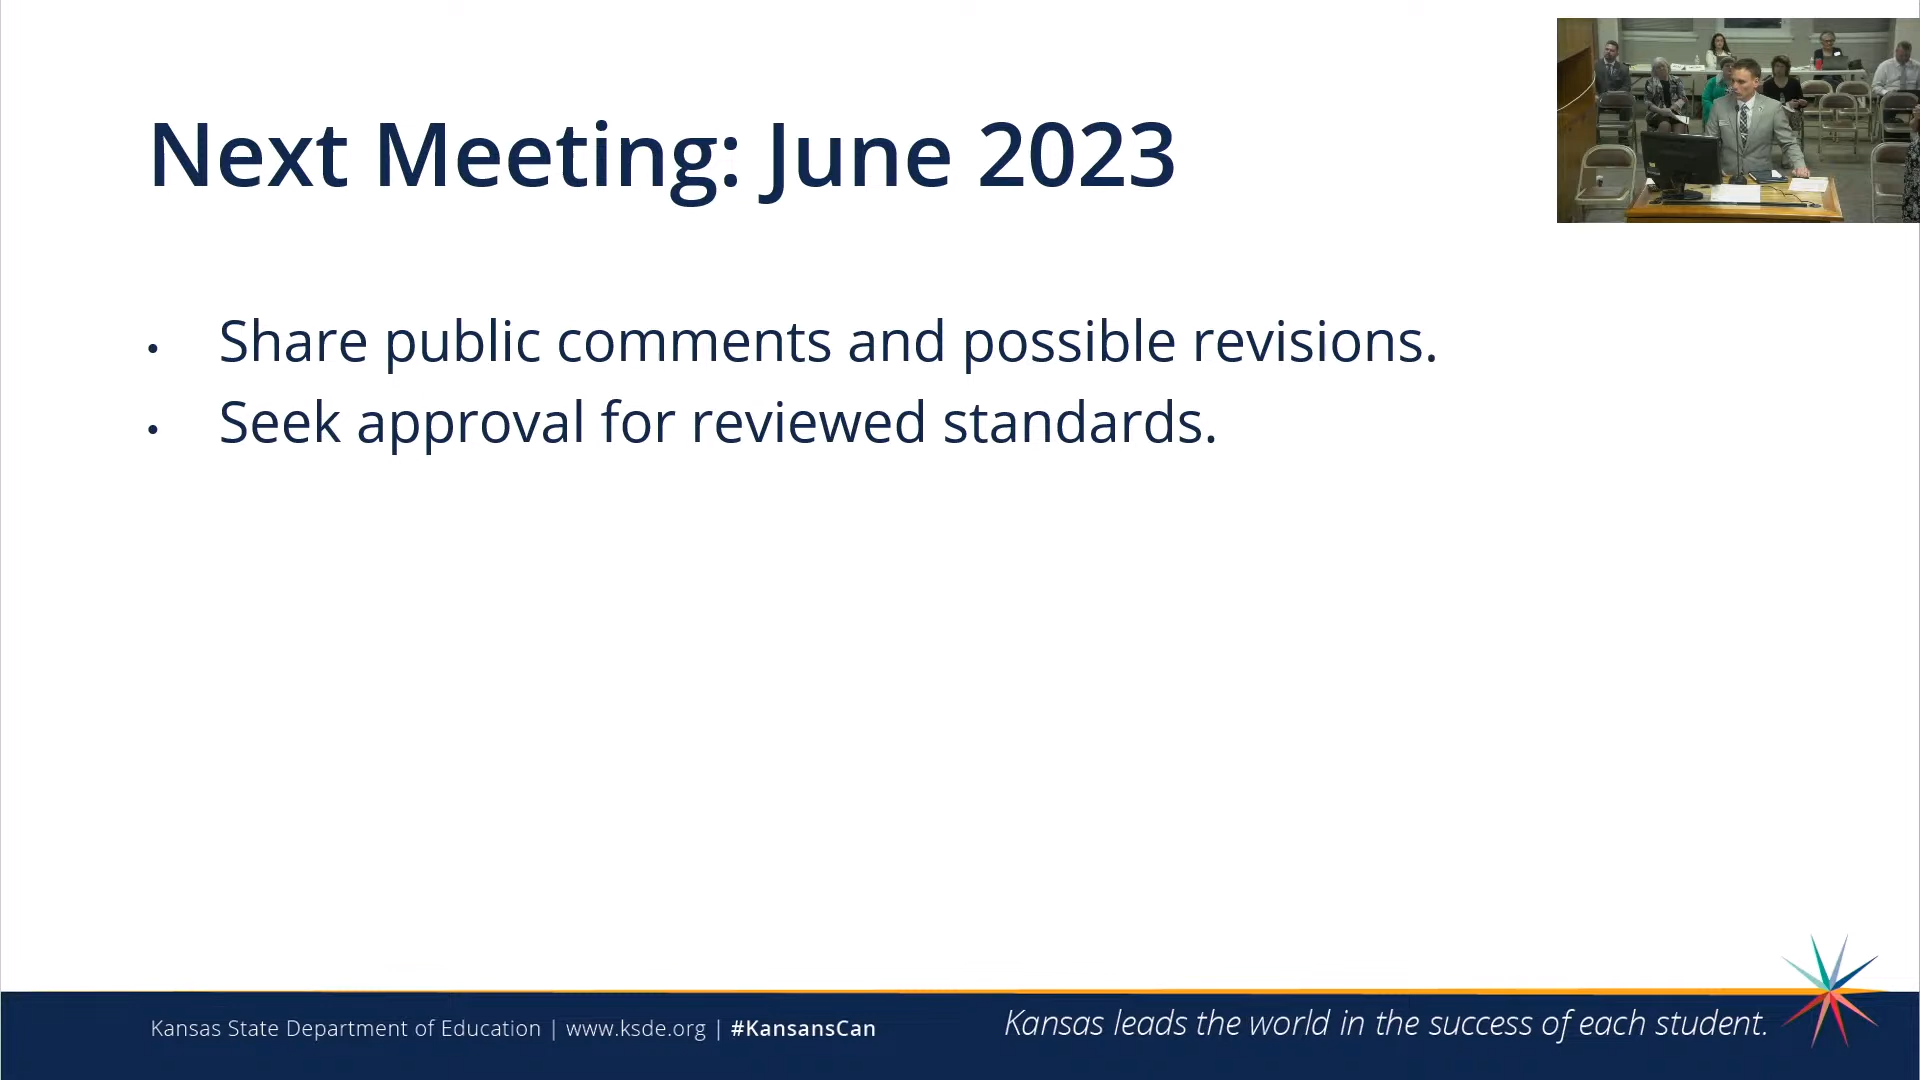 Next Meeting: June 2023
• Share public comments and possible revisions.
• Seek approval for reviewed standards.
Kansas State Department of Education | www.ksde.org | #KansansCan
Kansas leads the world in the success of each student.